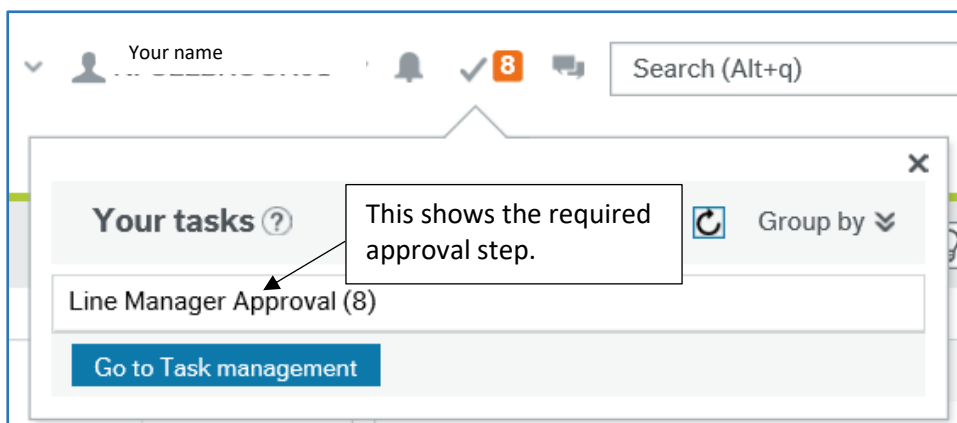 Your name
8
Search (Alt+q)
Your tasks ?
This shows the required
approval step.
Group by
Line Manager Approval (8)
Go to Task management